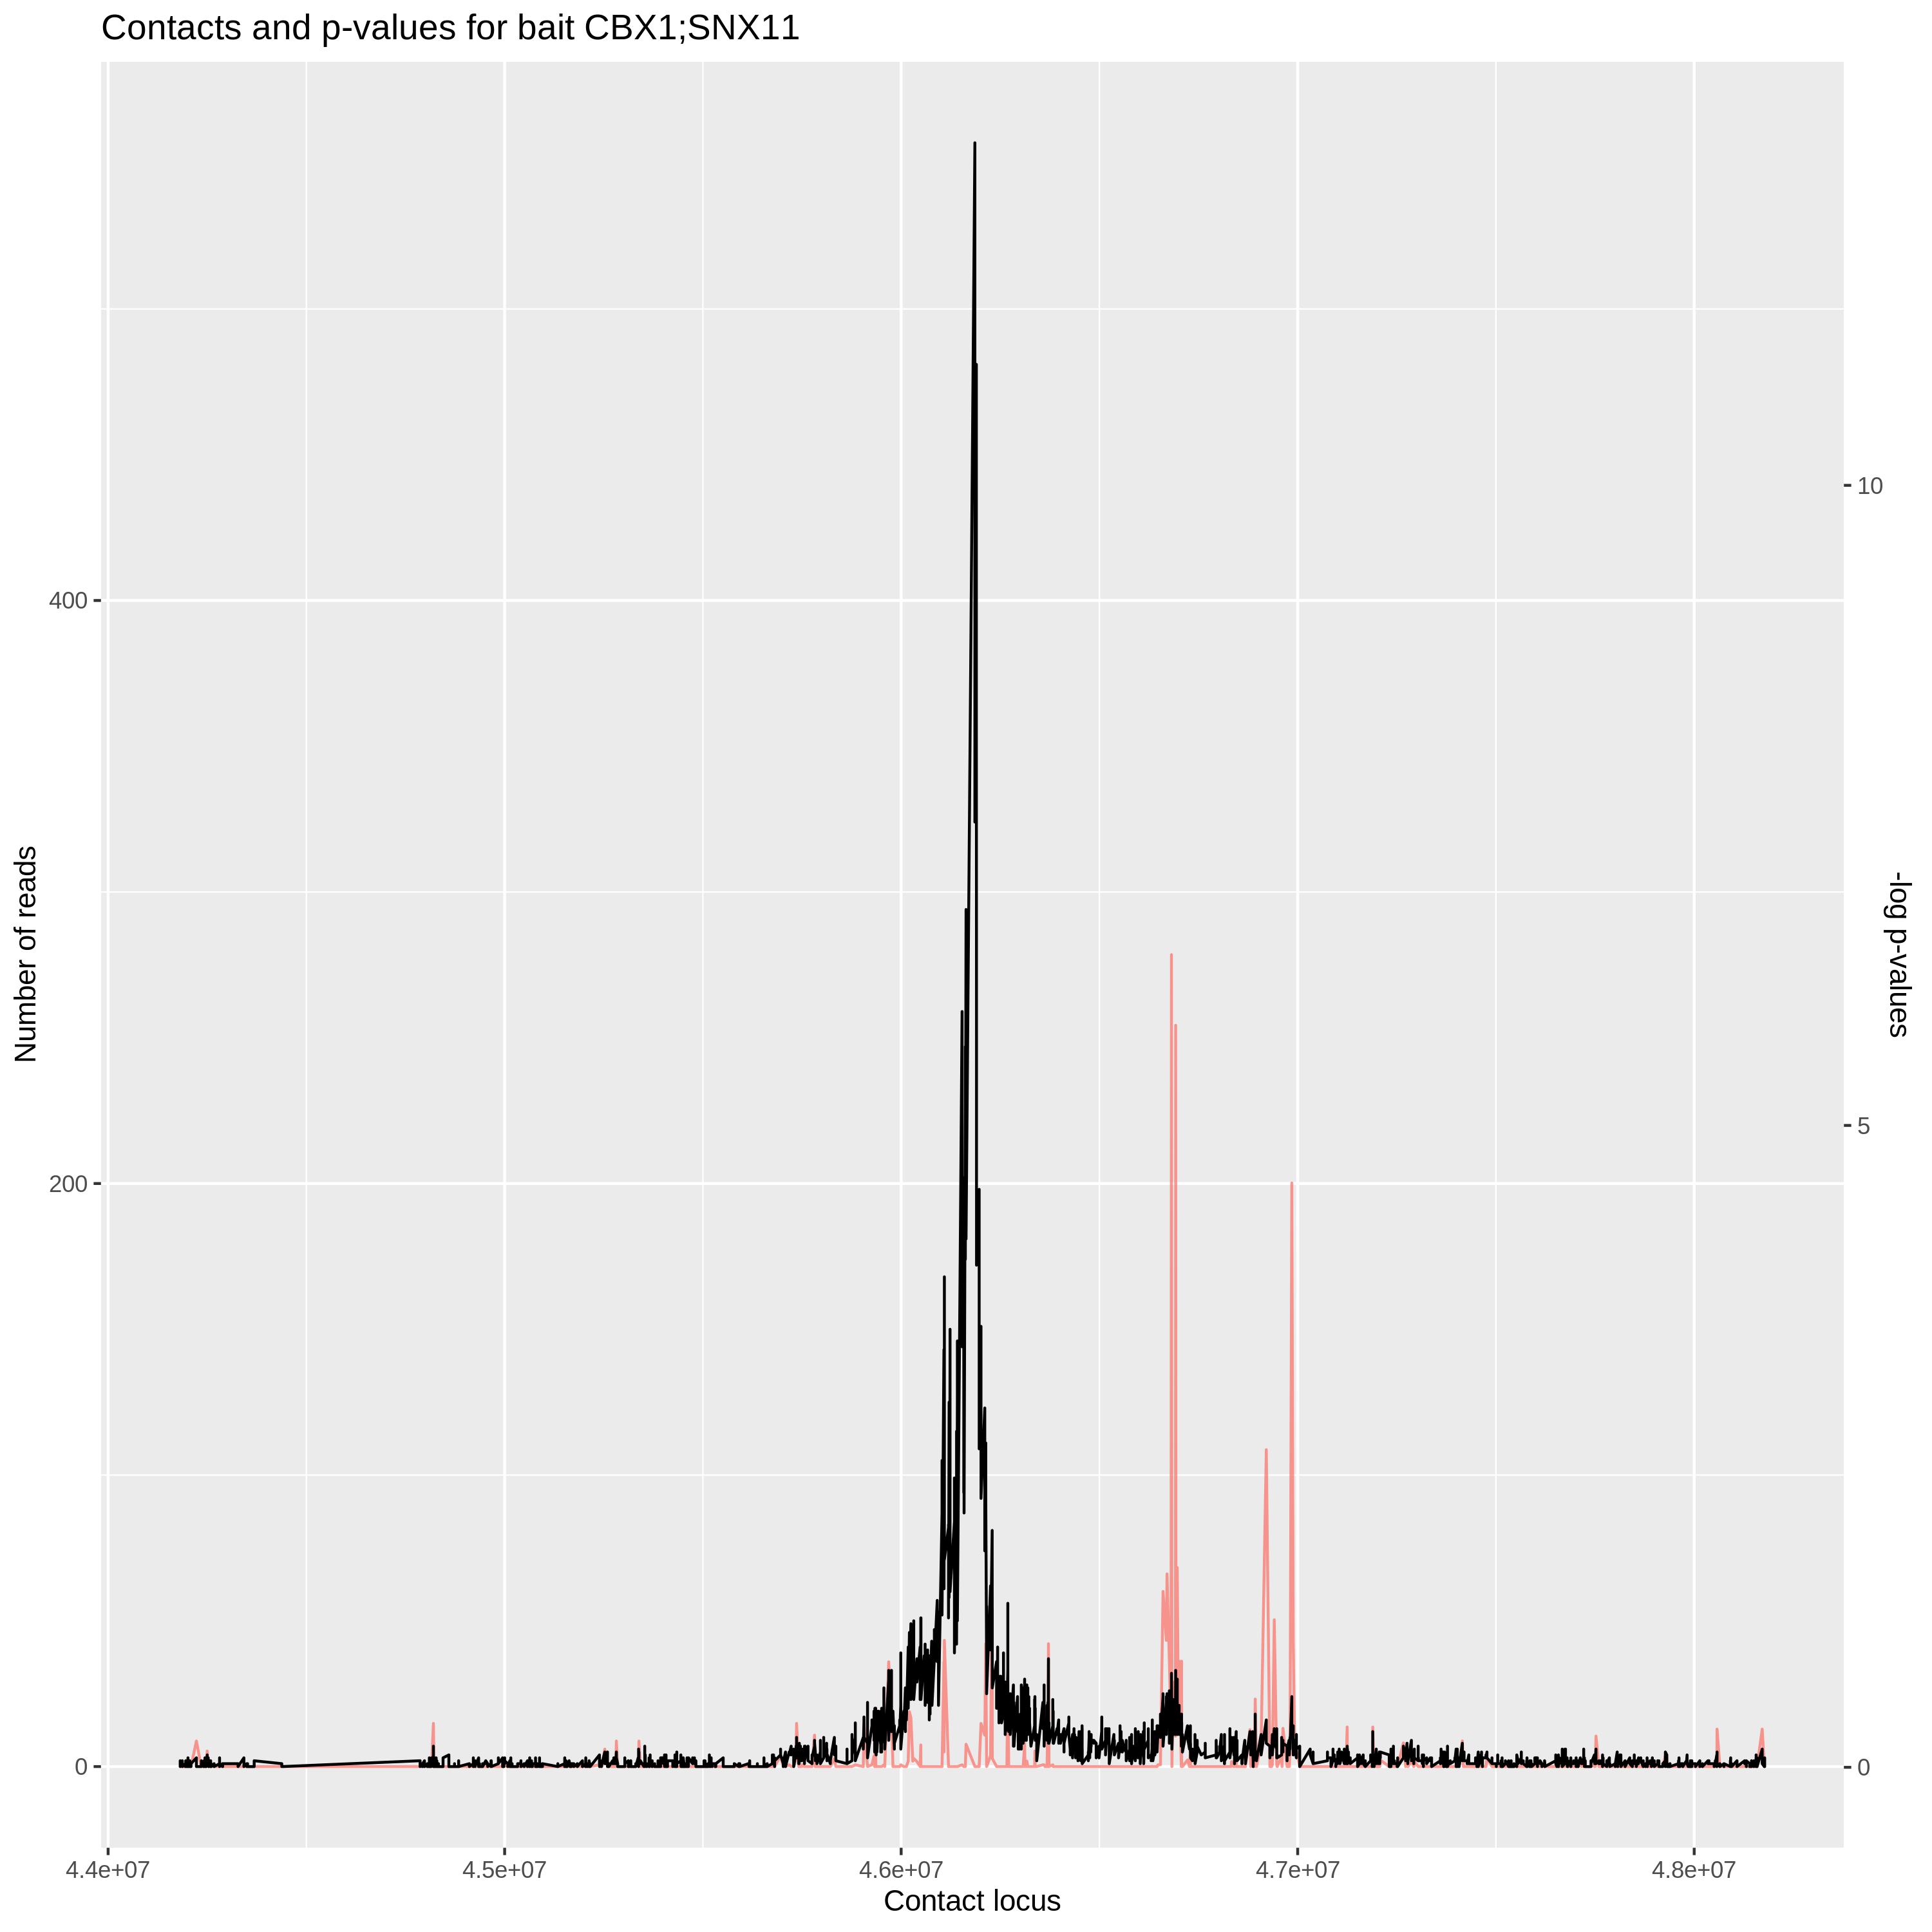 Contacts and p-values for bait CBX1;SNX11
Number of reads
400
200
0
10
5
0
-log p-values
4.4e+07
4.5e+07
4.6e+07
4.7e+07
4.8e+07
Contact locus